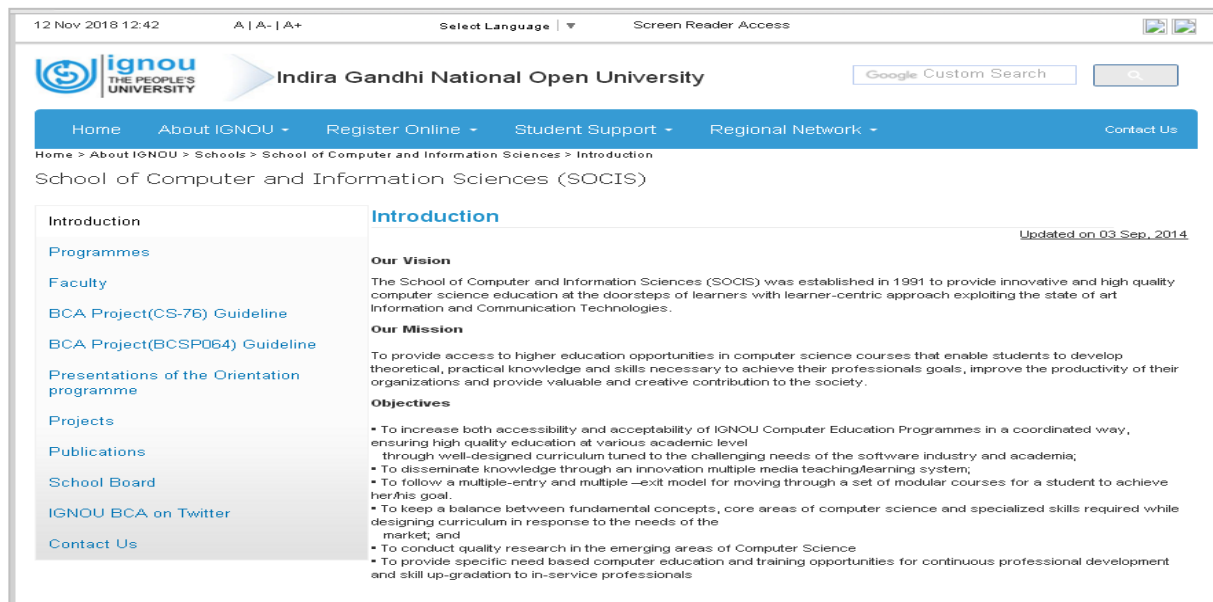 12 Nov 2018 12:42 A | A- | A+ Select Language ▼ Screen Reader Access
ignou
THE PEOPLE'S
UNIVERSITY
Indira Gandhi National Open University
Google Custom Search
Home About IGNOU Register Online Student Support Regional Network Contact Us
Home > About IGNOU > Schools > School of Computer and Information Sciences > Introduction
School of Computer and Information Sciences (SOCIS)
Introduction
Programmes
Faculty
BCA Project(CS-76) Guideline
BCA Project(BCSP064) Guideline
Presentations of the Orientation
programme
Projects
Publications
School Board
IGNOU BCA on Twitter
Contact Us
Introduction
Updated on 03 Sep, 2014
Our Vision
The School of Computer and Information Sciences (SOCIS) was established in 1991 to provide innovative and high quality
computer science education at the doorsteps of learners with learner-centric approach exploiting the state of art
Information and Communication Technologies.
Our Mission
To provide access to higher education opportunities in computer science courses that enable students to develop
theoretical, practical knowledge and skills necessary to achieve their professionals goals, improve the productivity of their
organizations and provide valuable and creative contribution to the society.
Objectives
▪ To increase both accessibility and acceptability of IGNOU Computer Education Programmes in a coordinated way,
ensuring high quality education at various academic level
through well-designed curriculum tuned to the challenging needs of the software industry and academia;
▪ To disseminate knowledge through an innovation multiple media teaching/learning system;
▪ To follow a multiple-entry and multiple –exit model for moving through a set of modular courses for a student to achieve
her/his goal.
▪ To keep a balance between fundamental concepts, core areas of computer science and specialized skills required while
designing curriculum in response to the needs of the
market; and
▪ To conduct quality research in the emerging areas of Computer Science
▪ To provide specific need based computer education and training opportunities for continuous professional development
and skill up-gradation to in-service professionals